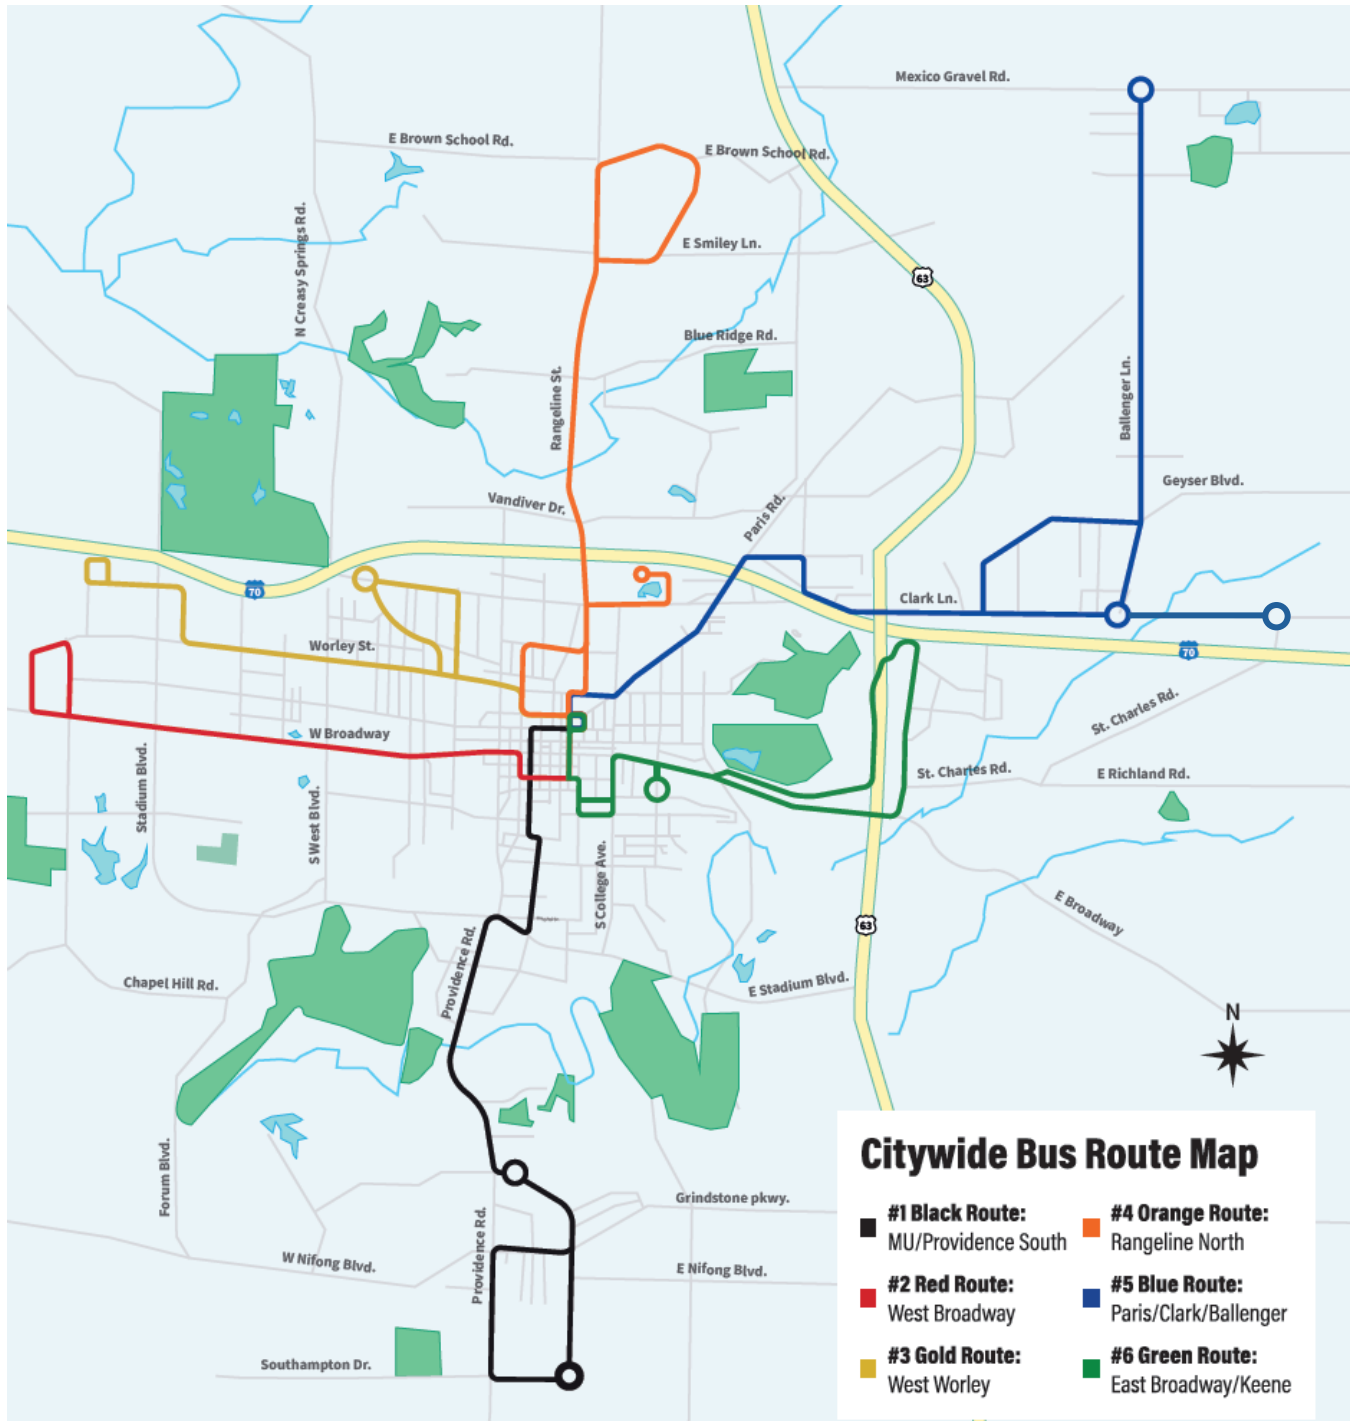 Mexico Gravel Rd.
E Brown School Rd.
E Brown School Rd.
N Creasy Springs Rd.
E Smiley Ln.
63
Blue Ridge Rd.
Rangeline St.
Ballenger Ln.
Geyser Blvd.
Vandiver Dr.
Paris Rd.
70
Clark Ln.
Worley St.
70
St. Charles Rd.
W Broadway
Stadium Blvd.
S West Blvd.
St. Charles Rd.
E Richland Rd.
S College Ave.
E Broadway
63
Providence Rd.
Chapel Hill Rd.
E Stadium Blvd.
N
Forum Blvd.
Grindstone pkwy.
Providence Rd.
W Nifong Blvd.
E Nifong Blvd.
Southampton Dr.
Citywide Bus Route Map
#1 Black Route:
MU/Providence South
#2 Red Route:
West Broadway
#3 Gold Route:
West Worley
#4 Orange Route:
Rangeline North
#5 Blue Route:
Paris/Clark/Ballenger
#6 Green Route:
East Broadway/Keene